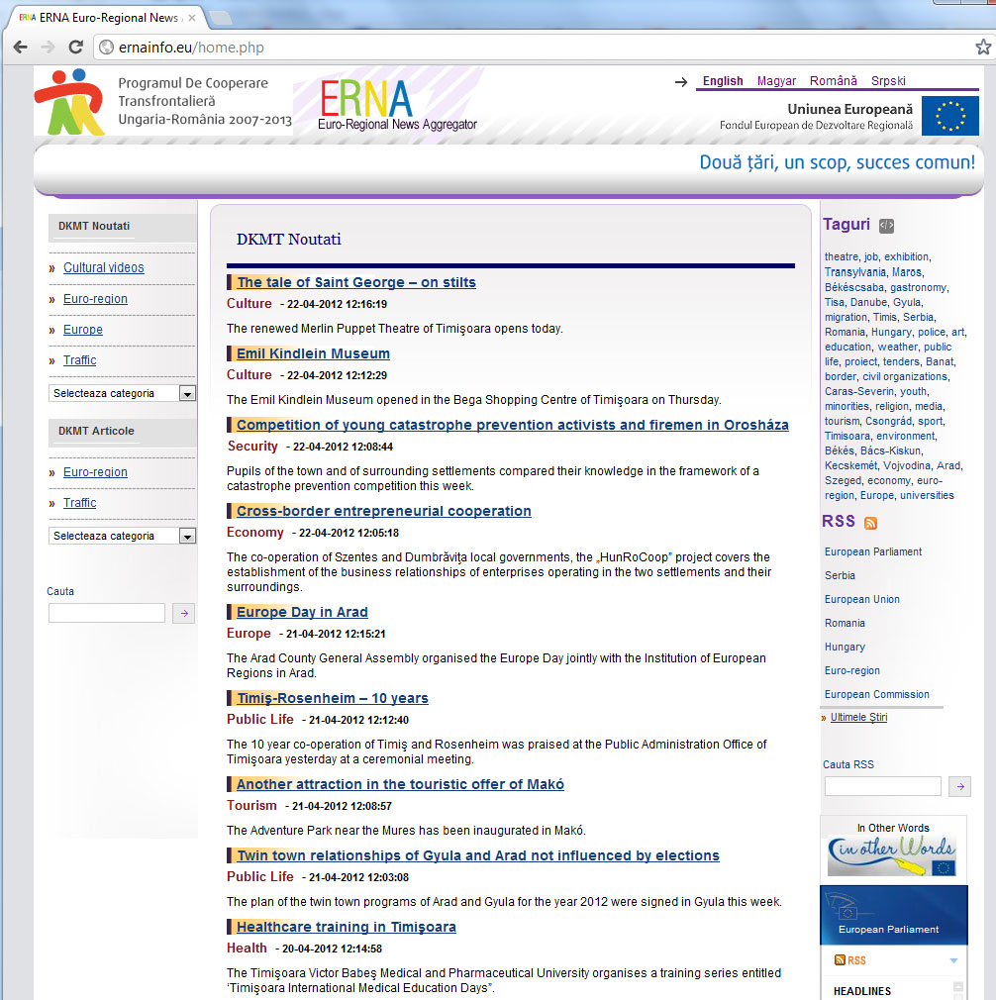 ERNA Euro-Regional News
ernainfo.eu/home.php
Programul De Cooperare
Transfrontalieră
Ungaria-România 2007-2013
ERNA
Euro-Regional News Aggregator
English Magyar Română Srpski
Uniunea Europeană
Fondul European de Dezvoltare Regională
Două țări, un scop, succes comun!
DKMT Noutati
» Cultural videos
» Euro-region
» Europe
» Traffic
Selecteaza categoria
DKMT Articole
» Euro-region
» Traffic
Selecteaza categoria
Cauta
DKMT Noutati
The tale of Saint George – on stilts
Culture - 22-04-2012 12:16:19
The renewed Merlin Puppet Theatre of Timişoara opens today.
Emil Kindlein Museum
Culture - 22-04-2012 12:12:29
The Emil Kindlein Museum opened in the Bega Shopping Centre of Timişoara on Thursday.
Competition of young catastrophe prevention activists and firemen in Orosháza
Security - 22-04-2012 12:08:44
Pupils of the town and of surrounding settlements compared their knowledge in the framework of a
catastrophe prevention competition this week.
Cross-border entrepreneurial cooperation
Economy - 22-04-2012 12:05:18
The co-operation of Szentes and Dumbrăviţa local governments, the „HunRoCoop” project covers the
establishment of the business relationships of enterprises operating in the two settlements and their
surroundings.
Europe Day in Arad
Europe - 21-04-2012 12:15:21
The Arad County General Assembly organised the Europe Day jointly with the Institution of European
Regions in Arad.
Timiş-Rosenheim – 10 years
Public Life - 21-04-2012 12:12:40
The 10 year co-operation of Timiş and Rosenheim was praised at the Public Administration Office of
Timişoara yesterday at a ceremonial meeting.
Another attraction in the touristic offer of Makó
Tourism - 21-04-2012 12:08:57
The Adventure Park near the Mures has been inaugurated in Makó.
Twin town relationships of Gyula and Arad not influenced by elections
Public Life - 21-04-2012 12:03:08
The plan of the twin town programs of Arad and Gyula for the year 2012 were signed in Gyula this week.
Healthcare training in Timişoara
Health - 20-04-2012 12:14:58
The Timişoara Victor Babeş Medical and Pharmaceutical University organises a training series entitled
‘Timişoara International Medical Education Days”.
Taguri
theatre, job, exhibition,
Transylvania, Maros,
Békéscsaba, gastronomy,
Tisa, Danube, Gyula,
migration, Timis, Serbia,
Romania, Hungary, police, art,
education, weather, public
life, project, tenders, Banat,
border, civil organizations,
Caras-Severin, youth,
minorities, religion, media,
tourism, Csongrád, sport,
Timisoara, environment,
Békés, Bács-Kiskun,
Kecskemét, Vojvodina, Arad,
Szeged, economy, euro-
region, Europe, universities
RSS
European Parliament
Serbia
European Union
Romania
Hungary
Euro-region
European Commission
» Ultimele Ştiri
Cauta RSS
In Other Words
in other Words
European Parliament
RSS
HEADLINES